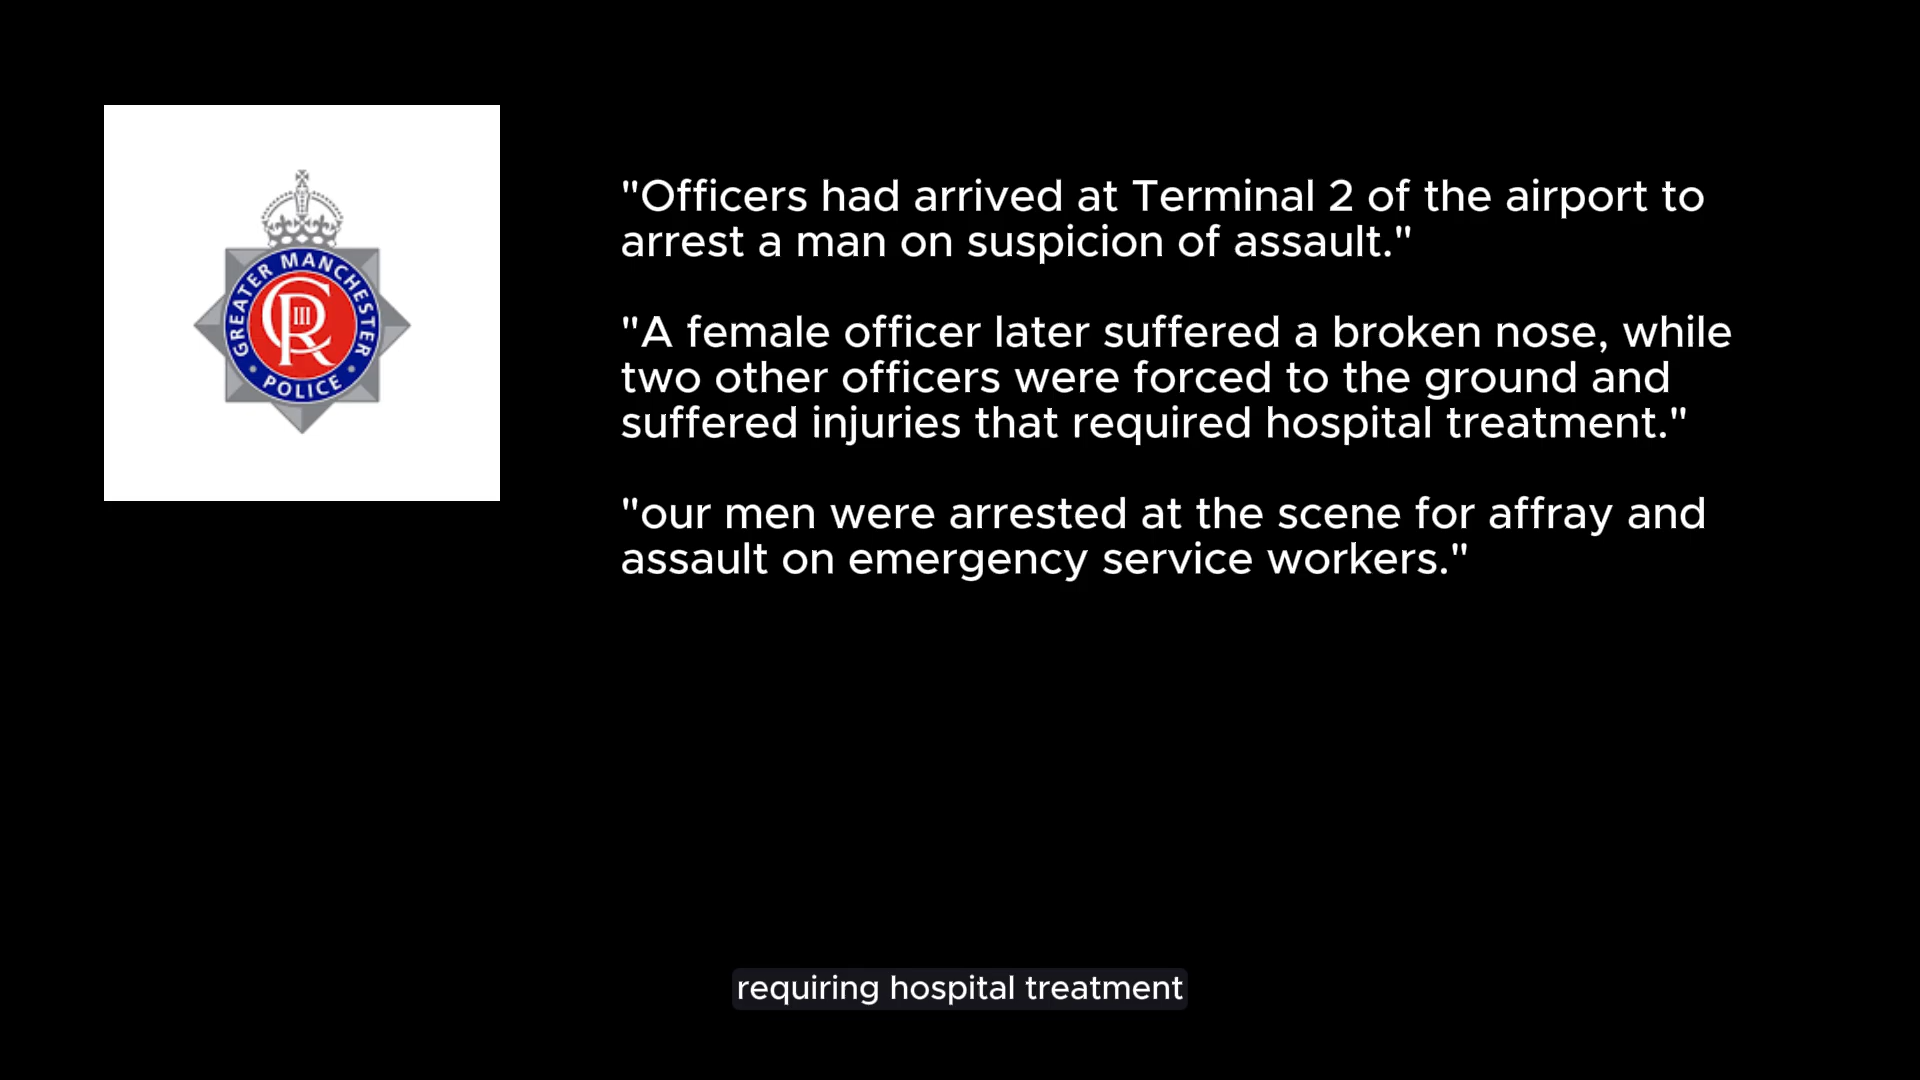 GREATER MANCHESTER
CR III
POLICE
"Officers had arrived at Terminal 2 of the airport to
arrest a man on suspicion of assault."
"A female officer later suffered a broken nose, while
two other officers were forced to the ground and
suffered injuries that required hospital treatment."
"our men were arrested at the scene for affray and
assault on emergency service workers."
requiring hospital treatment